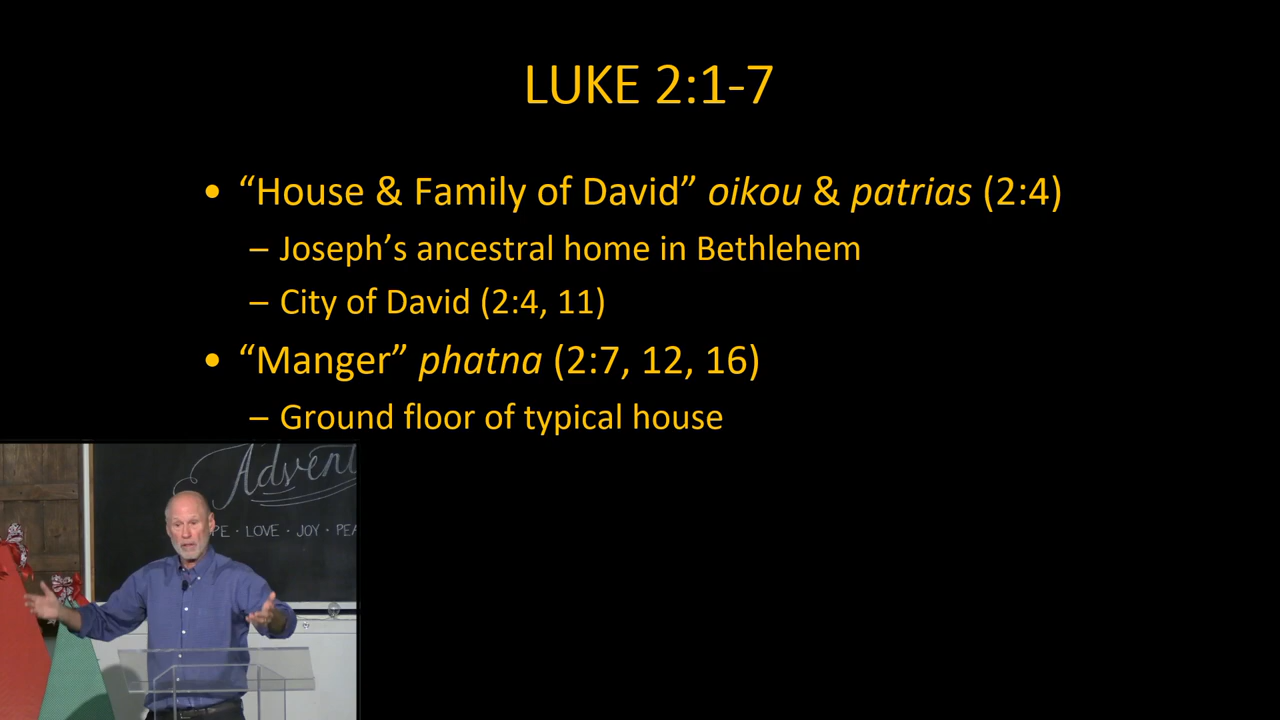 LUKE 2:1-7
• “House & Family of David” oikou & patrias (2:4)
– Joseph’s ancestral home in Bethlehem
– City of David (2:4, 11)
• “Manger” phatna (2:7, 12, 16)
– Ground floor of typical house
Advent
PE · LOVE · JOY · PEA